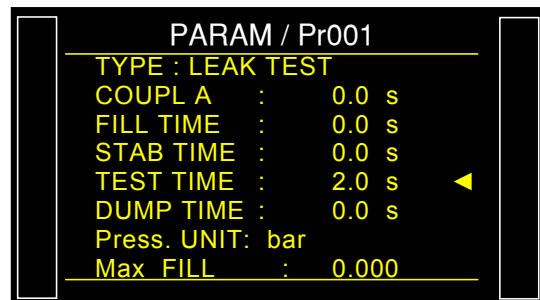 PARAM / Pr001
TYPE : LEAK TEST
COUPL A : 0.0 s
FILL TIME : 0.0 s
STAB TIME : 0.0 s
TEST TIME : 2.0 s ◄
DUMP TIME : 0.0 s
Press. UNIT: bar
Max FILL : 0.000